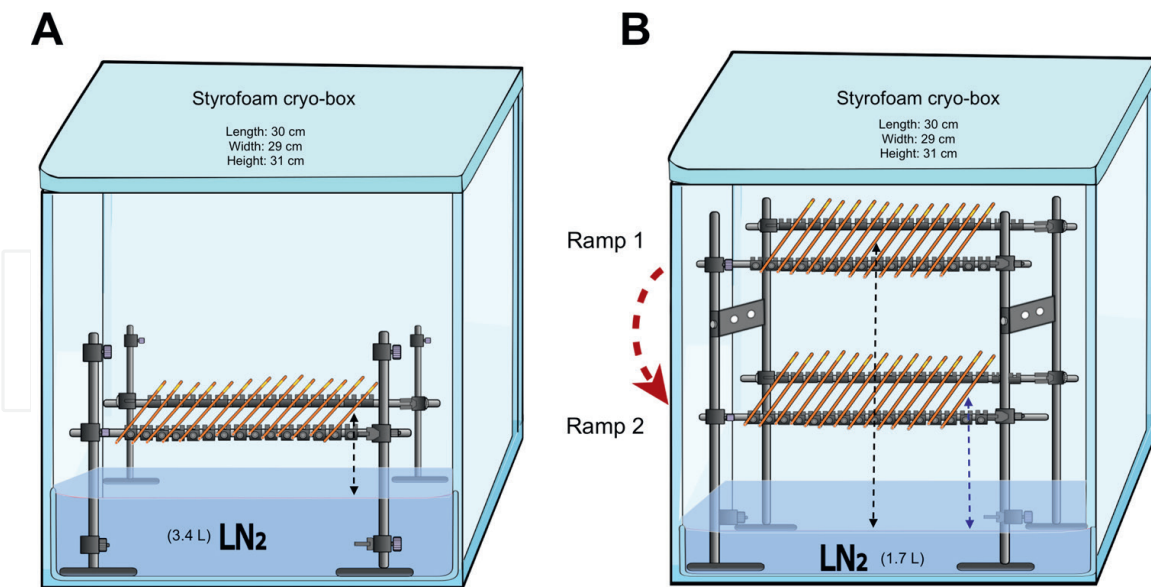 A
Styrofoam cryo-box
Length: 30 cm
Width: 29 cm
Height: 31 cm
(3.4 L) LN₂
B
Styrofoam cryo-box
Length: 30 cm
Width: 29 cm
Height: 31 cm
Ramp 1
Ramp 2
LN₂ (1.7 L)